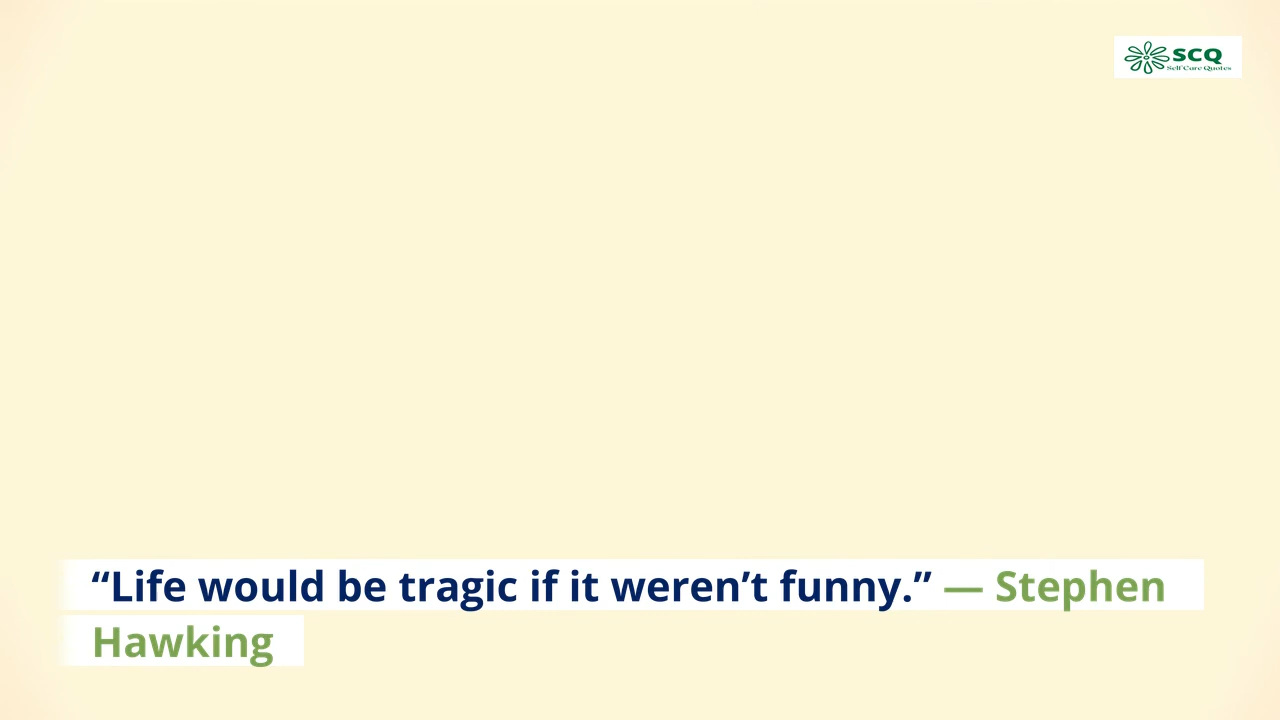 SCQ
Self Care Quotes
“Life would be tragic if it weren’t funny.” — Stephen
Hawking